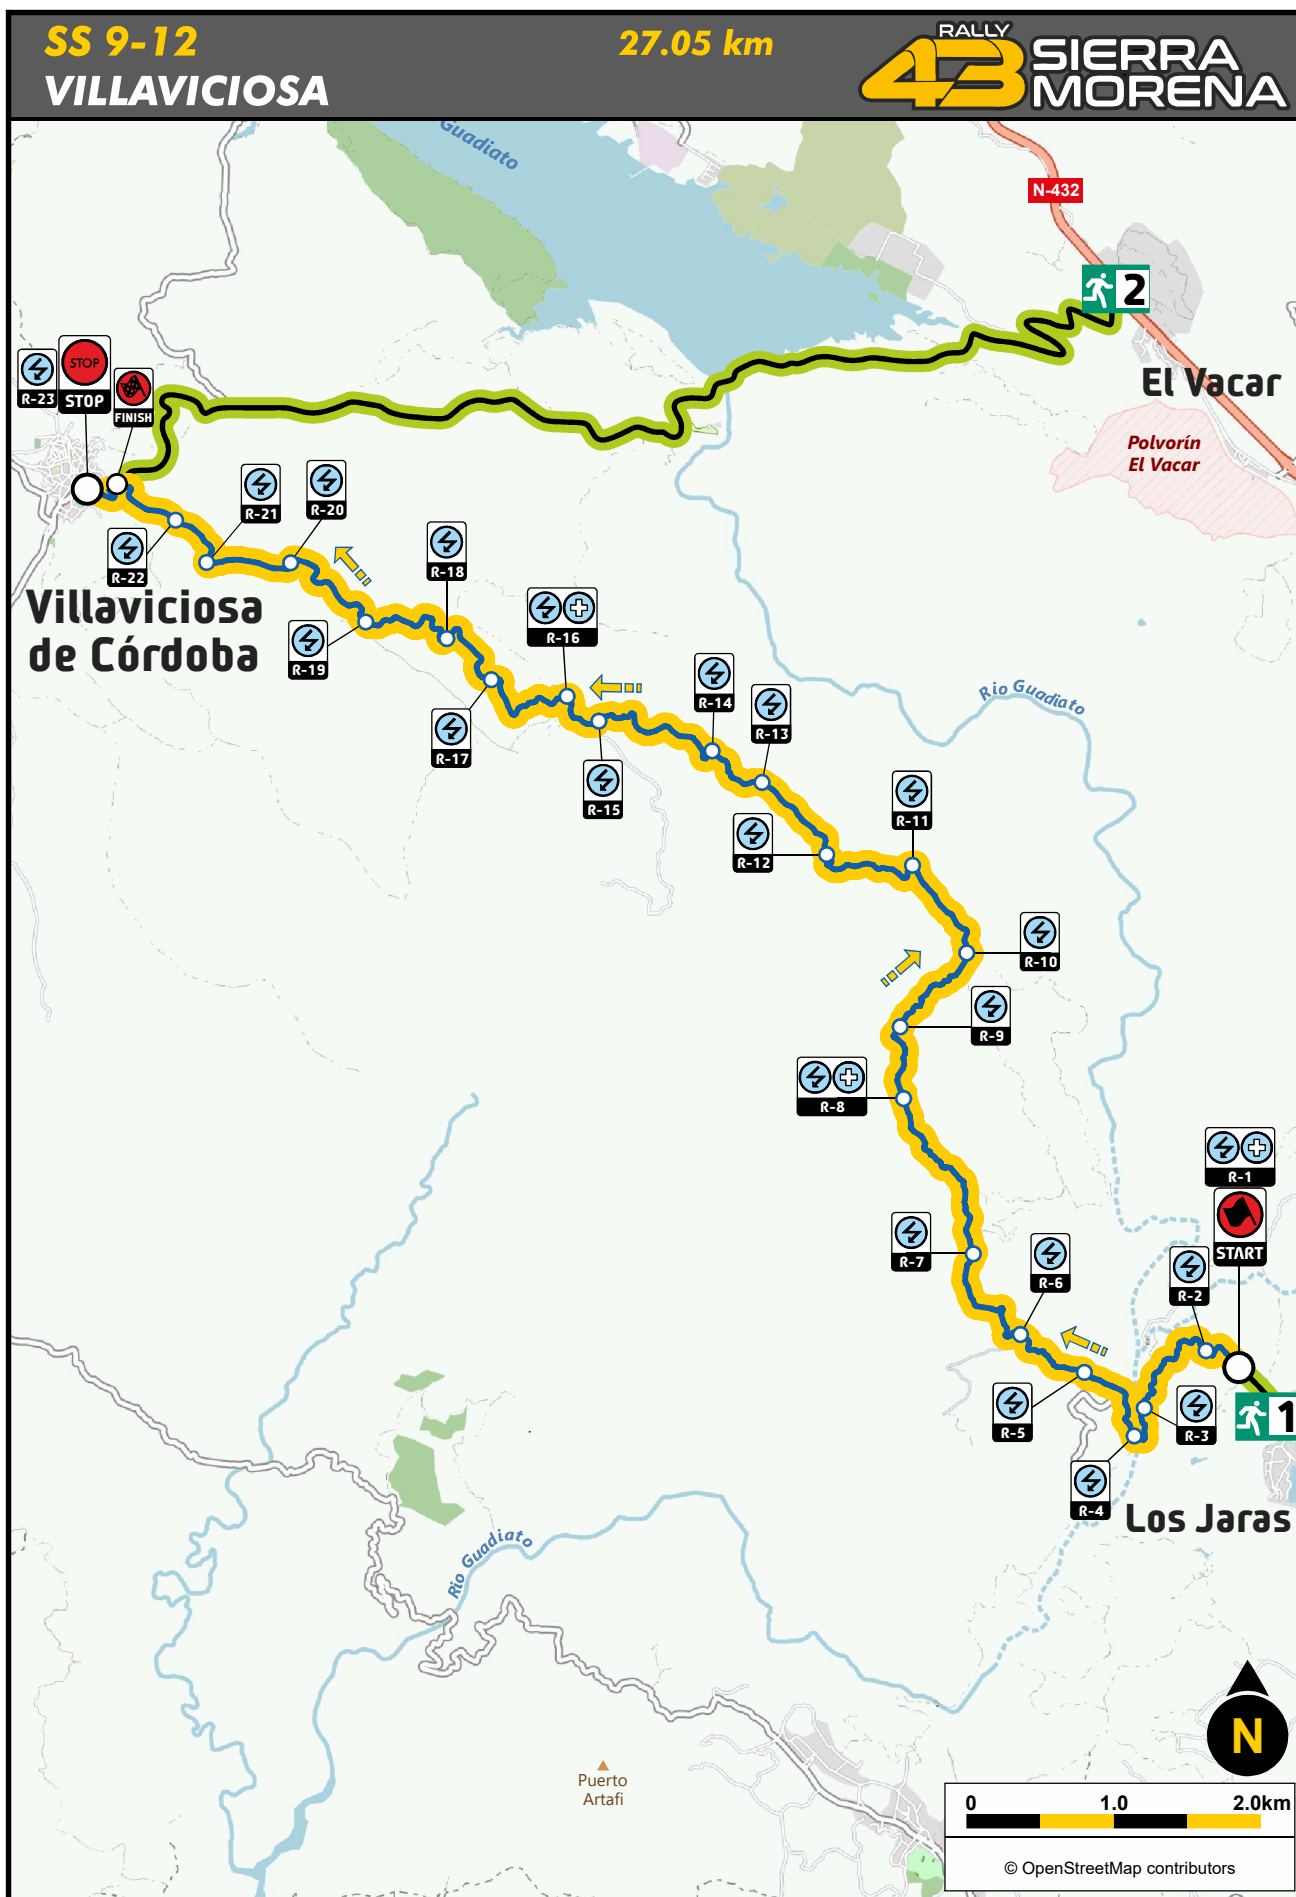 SS 9-12
27.05 km
RALLY
43 SIERRA
MORENA
VILLAVICIOSA
Guadiato
N-432
2
El Vacar
Polvorín
El Vacar
STOP
R-23
STOP
FINISH
R-21
R-20
R-22
R-18
Villaviciosa
de Córdoba
R-19
R-16
R-14
R-13
R-17
R-15
Rio Guadiato
R-11
R-12
R-10
R-9
R-8
R-1
START
R-7
R-6
R-2
R-5
R-3
1
R-4
Los Jaras
Rio Guadiato
N
Puerto
Artafi
0 1.0 2.0km
© OpenStreetMap contributors